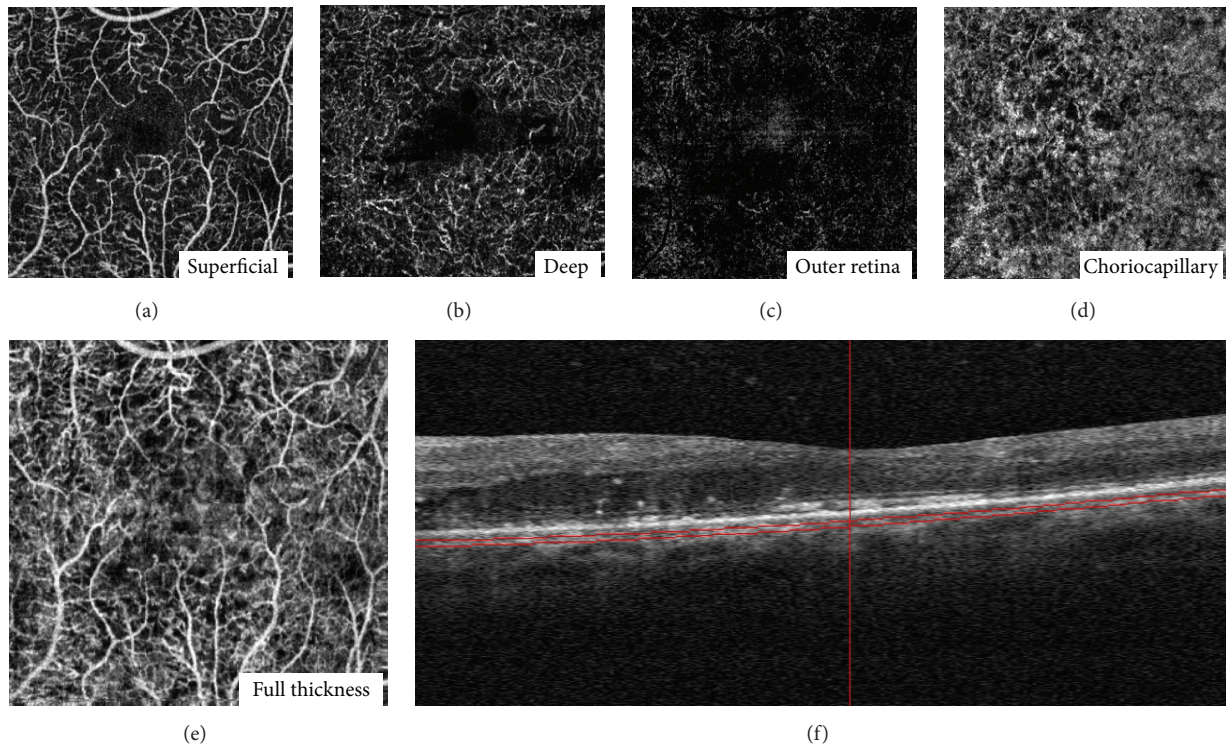 Superficial
Deep
Outer retina
Choriocapillary
(a)
(b)
(c)
(d)
Full thickness
(e)
(f)